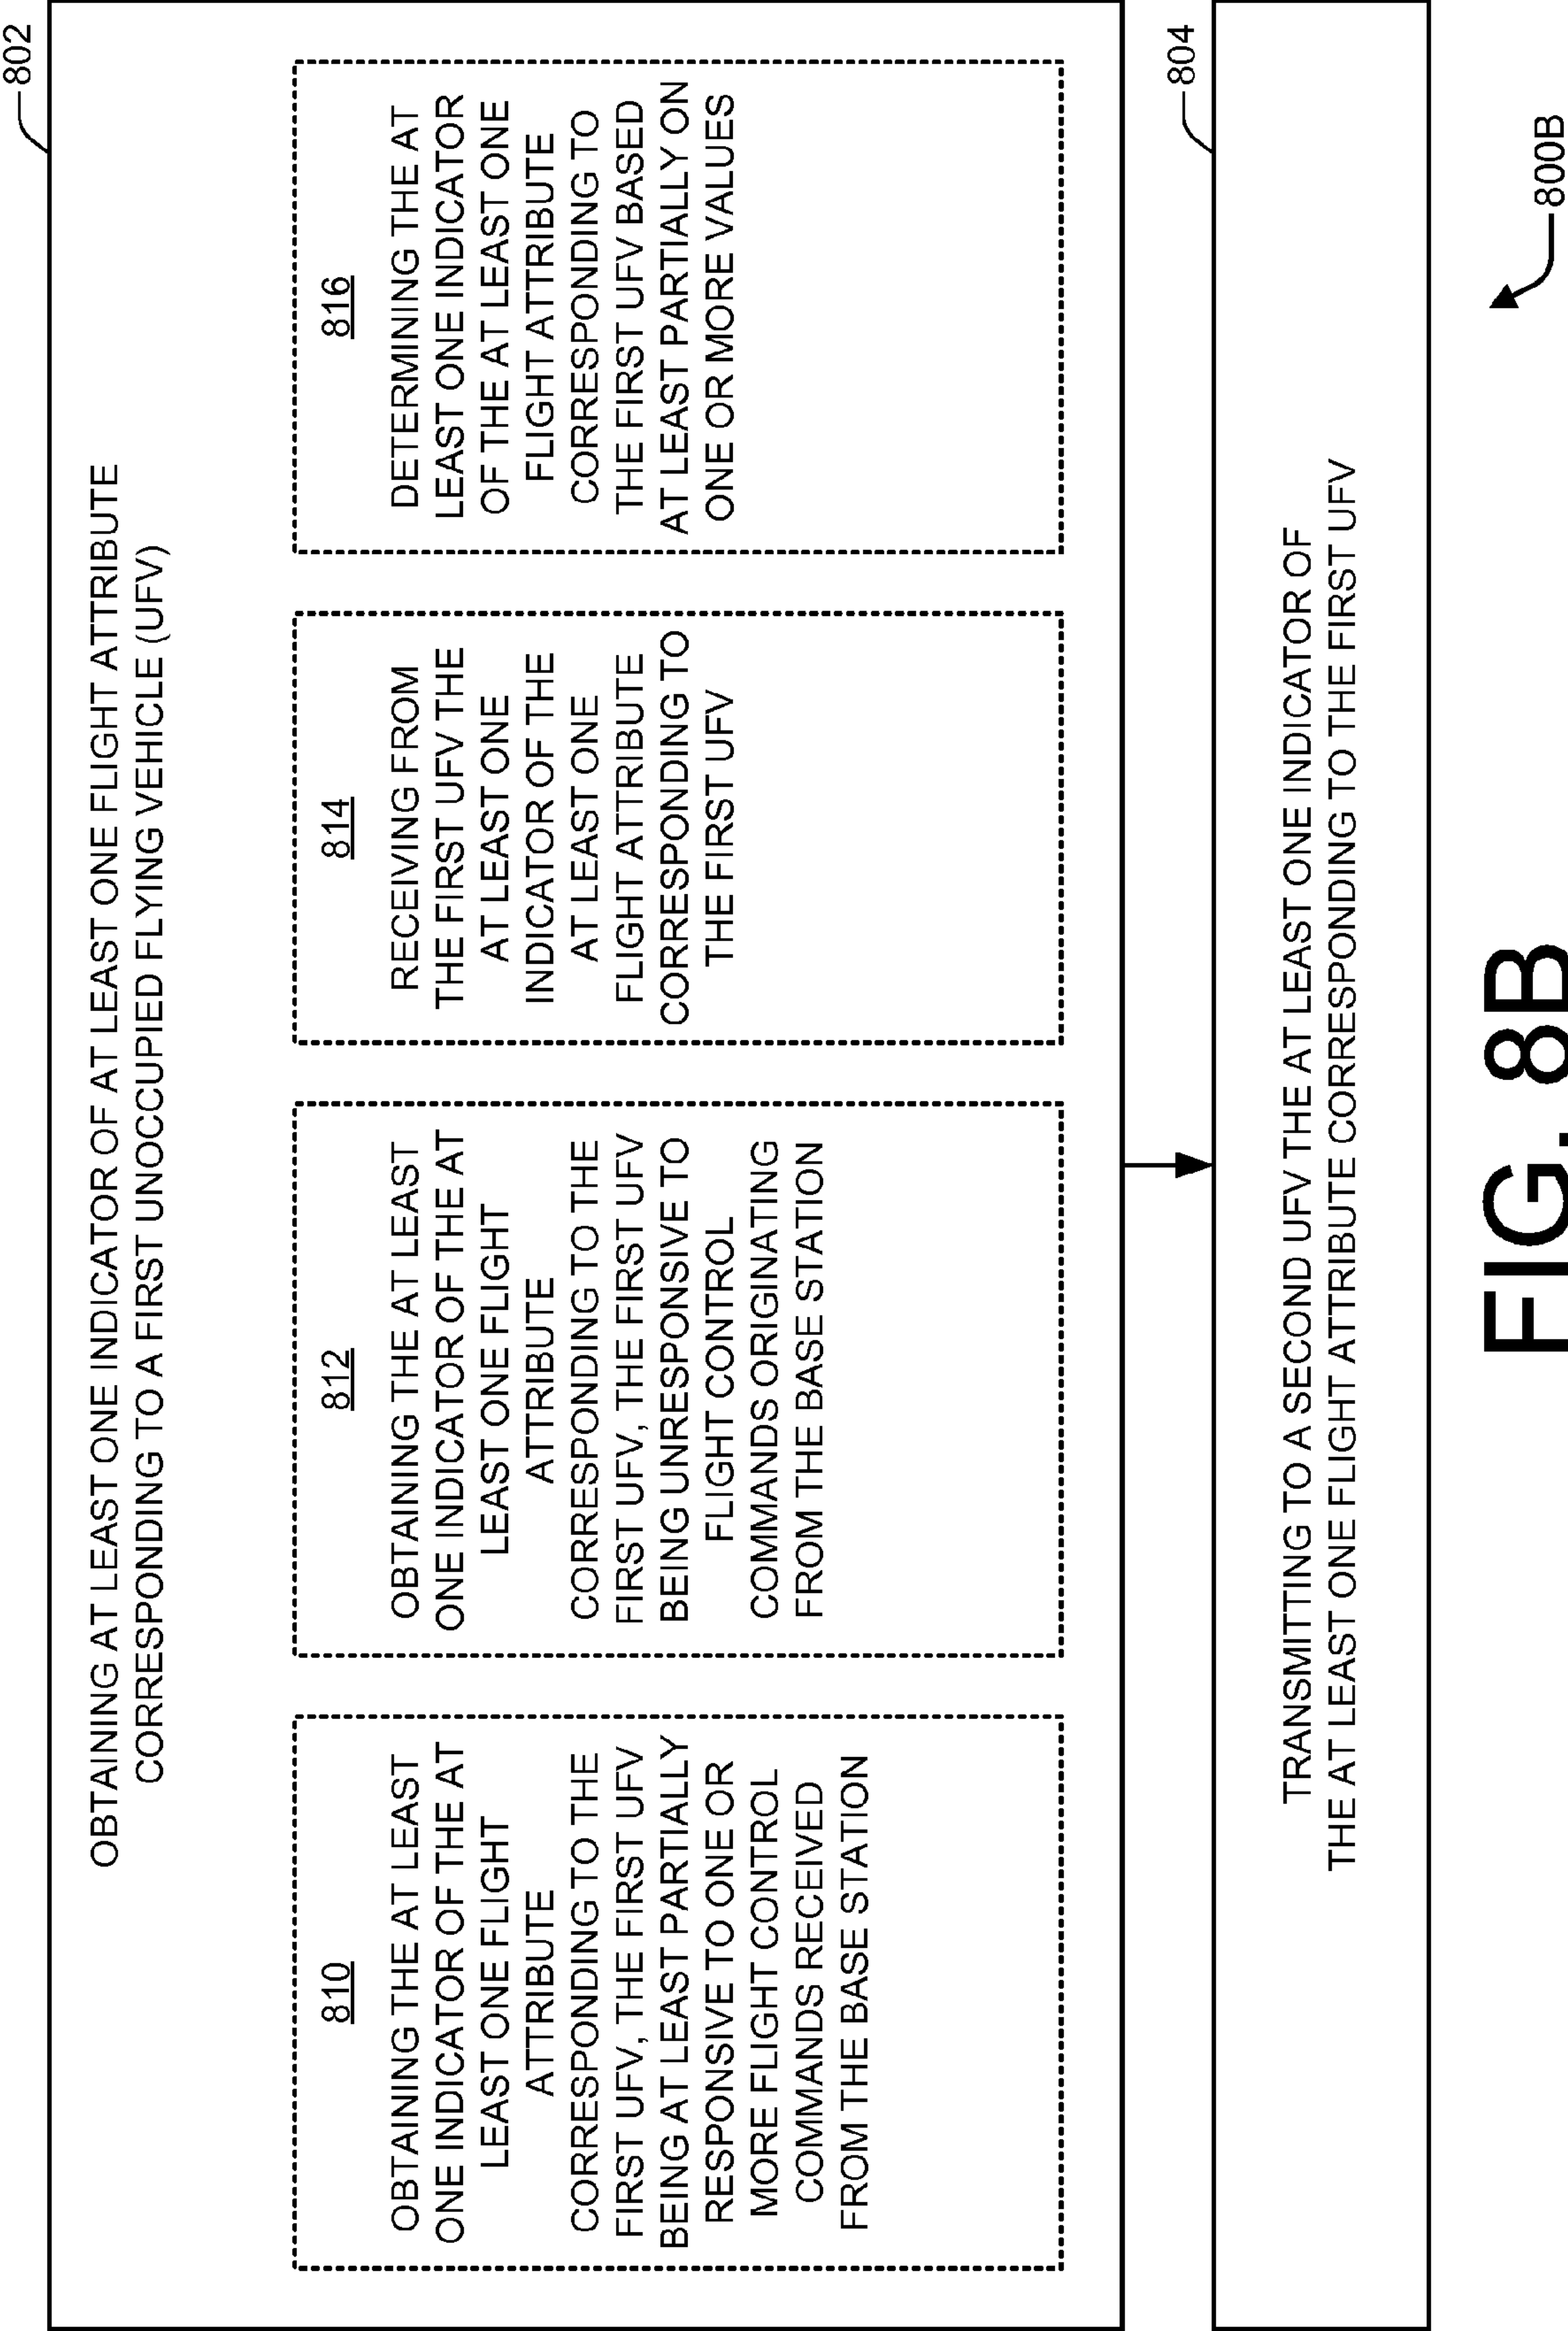 802
OBTAINING AT LEAST ONE INDICATOR OF AT LEAST ONE FLIGHT ATTRIBUTE
CORRESPONDING TO A FIRST UNOCCUPIED FLYING VEHICLE (UFV)
810
OBTAINING THE AT LEAST
ONE INDICATOR OF THE AT
LEAST ONE FLIGHT
ATTRIBUTE
CORRESPONDING TO THE
FIRST UFV, THE FIRST UFV
BEING AT LEAST PARTIALLY
RESPONSIVE TO ONE OR
MORE FLIGHT CONTROL
COMMANDS RECEIVED
FROM THE BASE STATION
812
OBTAINING THE AT LEAST
ONE INDICATOR OF THE AT
LEAST ONE FLIGHT
ATTRIBUTE
CORRESPONDING TO THE
FIRST UFV, THE FIRST UFV
BEING UNRESPONSIVE TO
FLIGHT CONTROL
COMMANDS ORIGINATING
FROM THE BASE STATION
814
RECEIVING FROM
THE FIRST UFV THE
AT LEAST ONE
INDICATOR OF THE
AT LEAST ONE
FLIGHT ATTRIBUTE
CORRESPONDING TO
THE FIRST UFV
816
DETERMINING THE AT
LEAST ONE INDICATOR
OF THE AT LEAST ONE
FLIGHT ATTRIBUTE
CORRESPONDING TO
THE FIRST UFV BASED
AT LEAST PARTIALLY ON
ONE OR MORE VALUES
804
TRANSMITTING TO A SECOND UFV THE AT LEAST ONE INDICATOR OF
THE AT LEAST ONE FLIGHT ATTRIBUTE CORRESPONDING TO THE FIRST UFV
800B
FIG. 8B